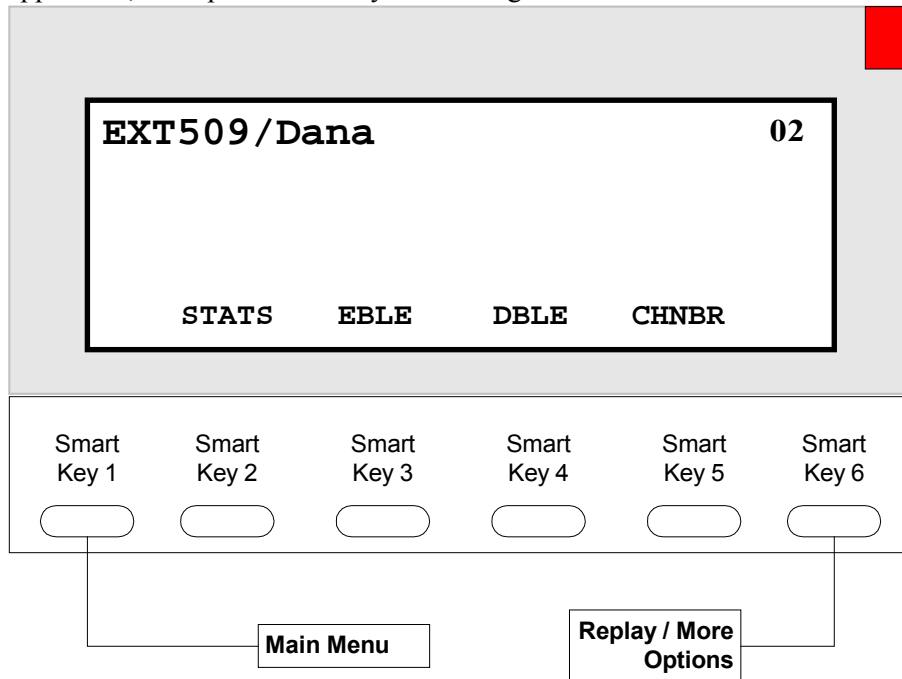 EXT509/Dana 02
STATS EBLE DBLE CHNBR
Smart Smart Smart Smart Smart Smart
Key 1 Key 2 Key 3 Key 4 Key 5 Key 6
Main Menu
Replay / More
Options